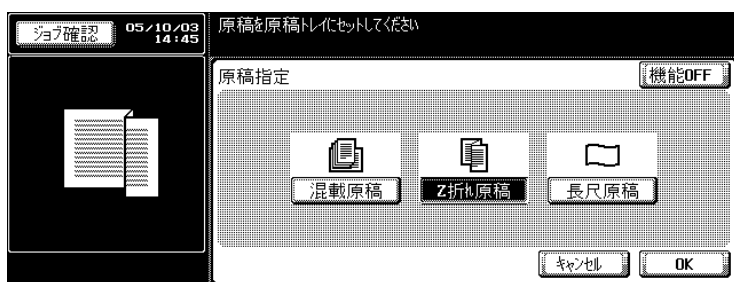 ジョブ確認
05/10/03
14:45
原稿を原稿トレイにセットしてください
原稿指定
機能OFF
混載原稿
Z折れ原稿
長尺原稿
キャンセル
OK